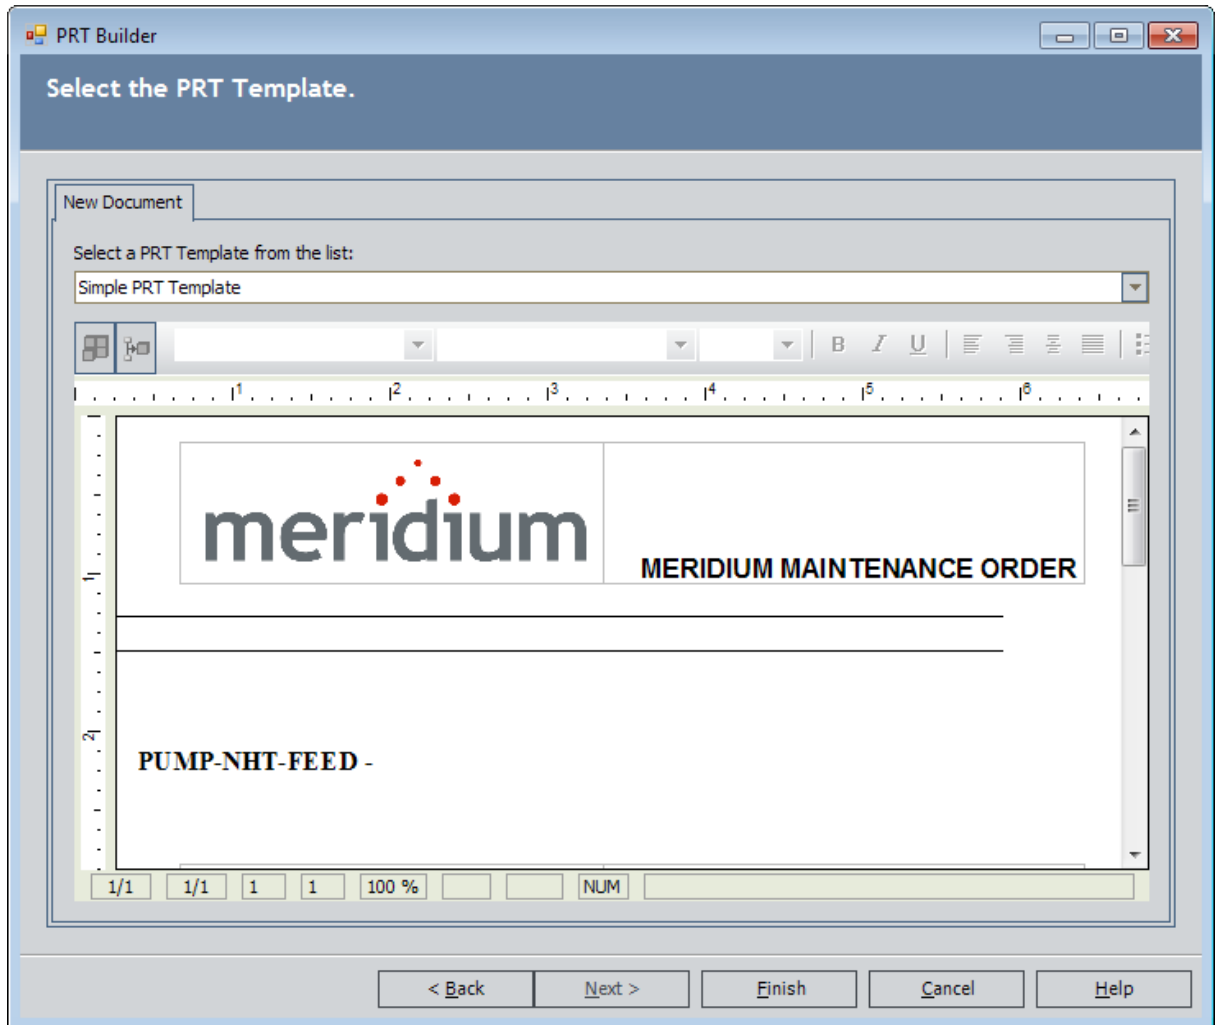 PRT Builder
Select the PRT Template.
New Document
Select a PRT Template from the list:
Simple PRT Template
B I U
1 2 3 4 5 6
meridium
MERIDIUM MAINTENANCE ORDER
1
2
PUMP-NHT-FEED -
1/1 1/1 1 1 100 % NUM
< Back Next > Finish Cancel Help